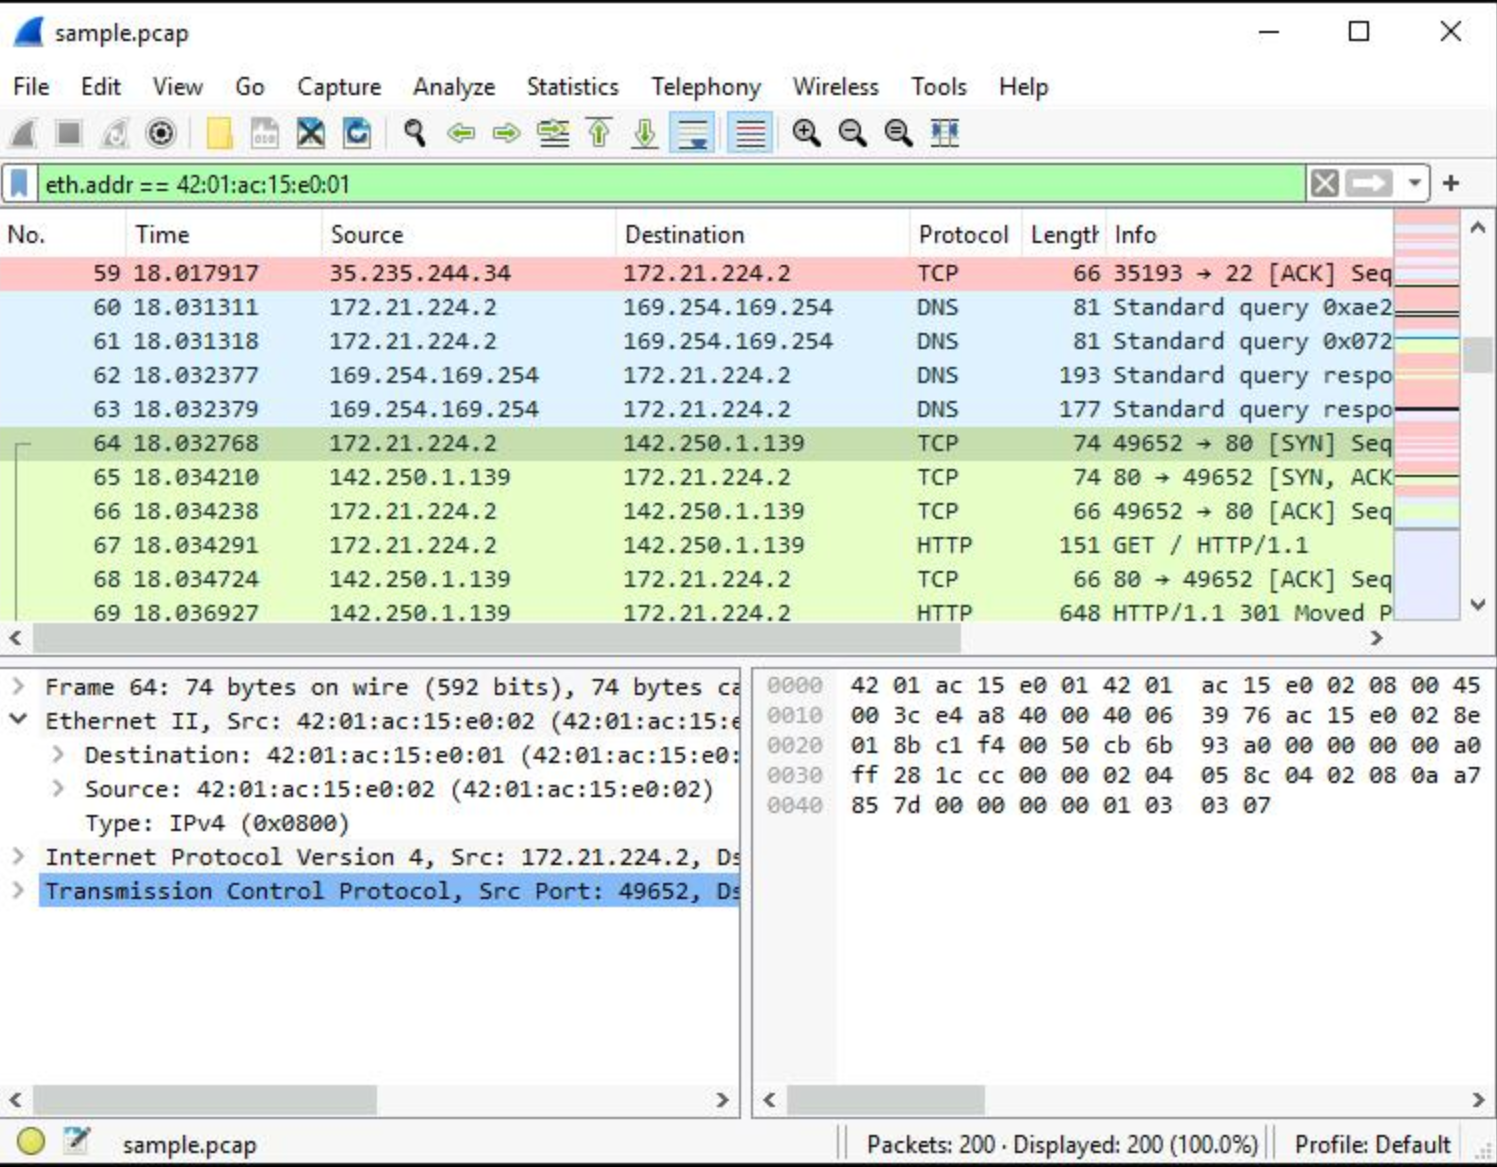 sample.pcap
File Edit View Go Capture Analyze Statistics Telephony Wireless Tools Help
eth.addr == 42:01:ac:15:e0:01
No. Time Source Destination Protocol Length Info
59 18.017917 35.235.244.34 172.21.224.2 TCP 66 35193 → 22 [ACK] Seq
60 18.031311 172.21.224.2 169.254.169.254 DNS 81 Standard query 0xae2
61 18.031318 172.21.224.2 169.254.169.254 DNS 81 Standard query 0x072
62 18.032377 169.254.169.254 172.21.224.2 DNS 193 Standard query respo
63 18.032379 169.254.169.254 172.21.224.2 DNS 177 Standard query respo
64 18.032768 172.21.224.2 142.250.1.139 TCP 74 49652 → 80 [SYN] Seq
65 18.034210 142.250.1.139 172.21.224.2 TCP 74 80 → 49652 [SYN, ACK
66 18.034238 172.21.224.2 142.250.1.139 TCP 66 49652 → 80 [ACK] Seq
67 18.034291 172.21.224.2 142.250.1.139 HTTP 151 GET / HTTP/1.1
68 18.034724 142.250.1.139 172.21.224.2 TCP 66 80 → 49652 [ACK] Seq
69 18.036927 142.250.1.139 172.21.224.2 HTTP 648 HTTP/1.1 301 Moved P
Frame 64: 74 bytes on wire (592 bits), 74 bytes ca
Ethernet II, Src: 42:01:ac:15:e0:02 (42:01:ac:15:e
Destination: 42:01:ac:15:e0:01 (42:01:ac:15:e0:
Source: 42:01:ac:15:e0:02 (42:01:ac:15:e0:02)
Type: IPv4 (0x0800)
Internet Protocol Version 4, Src: 172.21.224.2, Ds
Transmission Control Protocol, Src Port: 49652, Ds
0000 42 01 ac 15 e0 01 42 01 ac 15 e0 02 08 00 45
0010 00 3c e4 a8 40 00 40 06 39 76 ac 15 e0 02 8e
0020 01 8b c1 f4 00 50 cb 6b 93 a0 00 00 00 00 a0
0030 ff 28 1c cc 00 00 02 04 05 8c 04 02 08 0a a7
0040 85 7d 00 00 00 00 01 03 03 07
sample.pcap Packets: 200 · Displayed: 200 (100.0%) Profile: Default